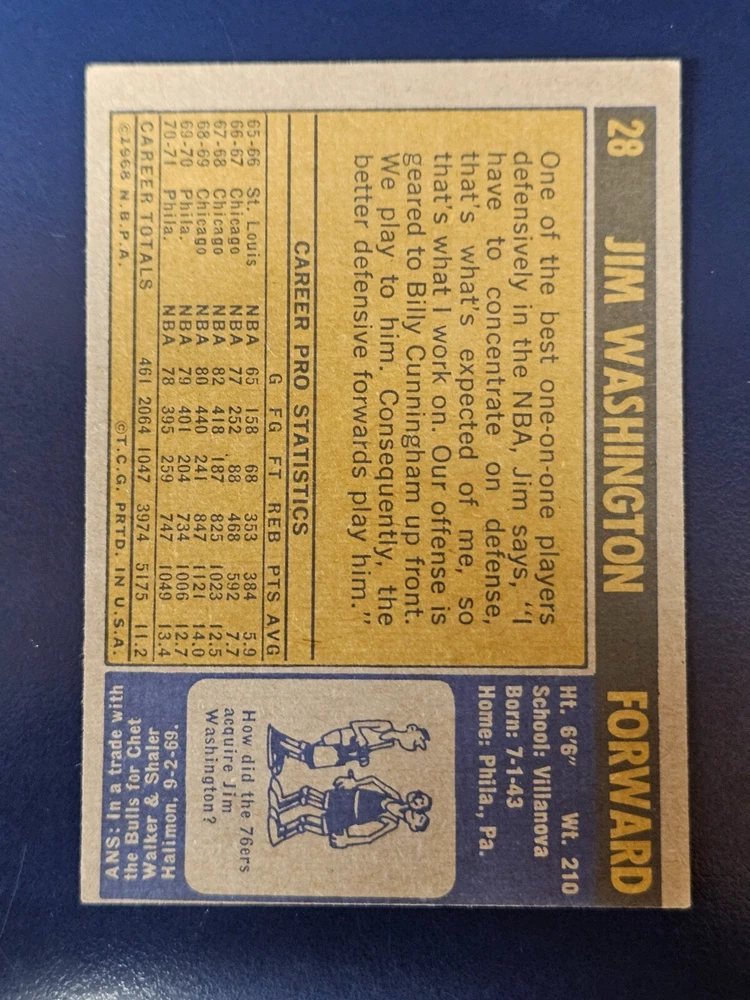 28 JIM WASHINGTON FORWARD
One of the best one-on-one players
defensively in the NBA, Jim says, "I
have to concentrate on defense,
that's what's expected of me, so
that's what I work on. Our offense is
geared to Billy Cunningham up front.
We play to him. Consequently, the
better defensive forwards play him."
CAREER PRO STATISTICS
G FG FT REB PTS AVG
65-66 St. Louis NBA 65 158 68 353 384 5.9
66-67 Chicago NBA 77 252 88 468 592 7.7
67-68 Chicago NBA 82 418 187 825 1023 12.5
68-69 Chicago NBA 80 440 241 847 1121 14.0
69-70 Phila. NBA 79 401 204 734 1006 12.7
70-71 Phila. NBA 78 395 259 747 1049 13.4
CAREER TOTALS 461 2064 1047 3974 5175 11.2
©1968 N.B.P.A. ©T.C.G. PRTD. IN U.S.A.
Ht. 6'6" Wt. 210
School: Villanova
Born: 7-1-43
Home: Phila., Pa.
How did the 76ers
acquire Jim
Washington?
ANS: In a trade with
the Bulls for Chet
Walker & Shaler
Halimon, 9-2-69.